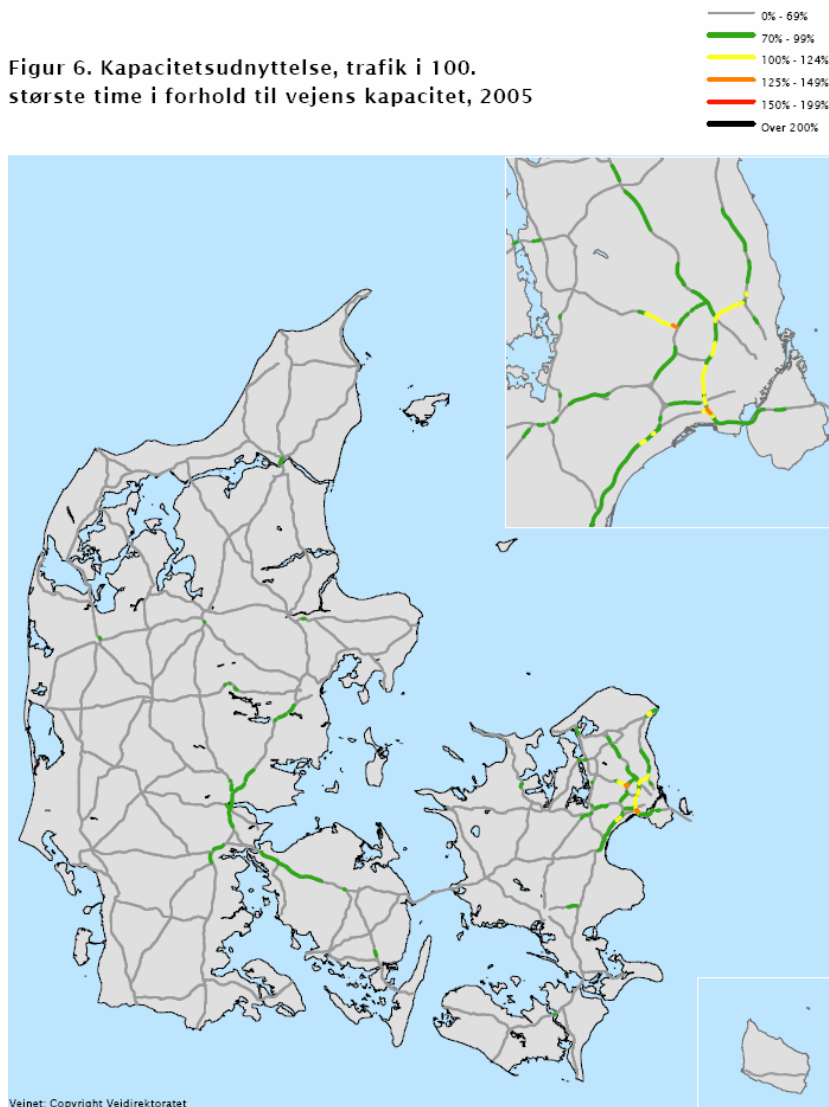 0% - 69%
70% - 99%
100% - 124%
125% - 149%
150% - 199%
Over 200%
Figur 6. Kapacitetsudnyttelse, trafik i 100.
største time i forhold til vejens kapacitet, 2005
Vejnet: Copyright Vejdirektoratet